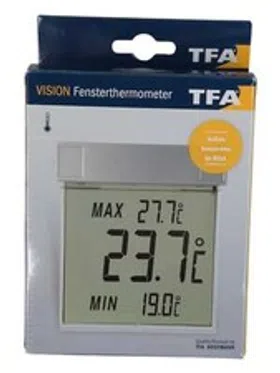 TFA
VISION Fensterthermometer
TFA
MAX 27.7°C
23.7°C
MIN 19.0°C